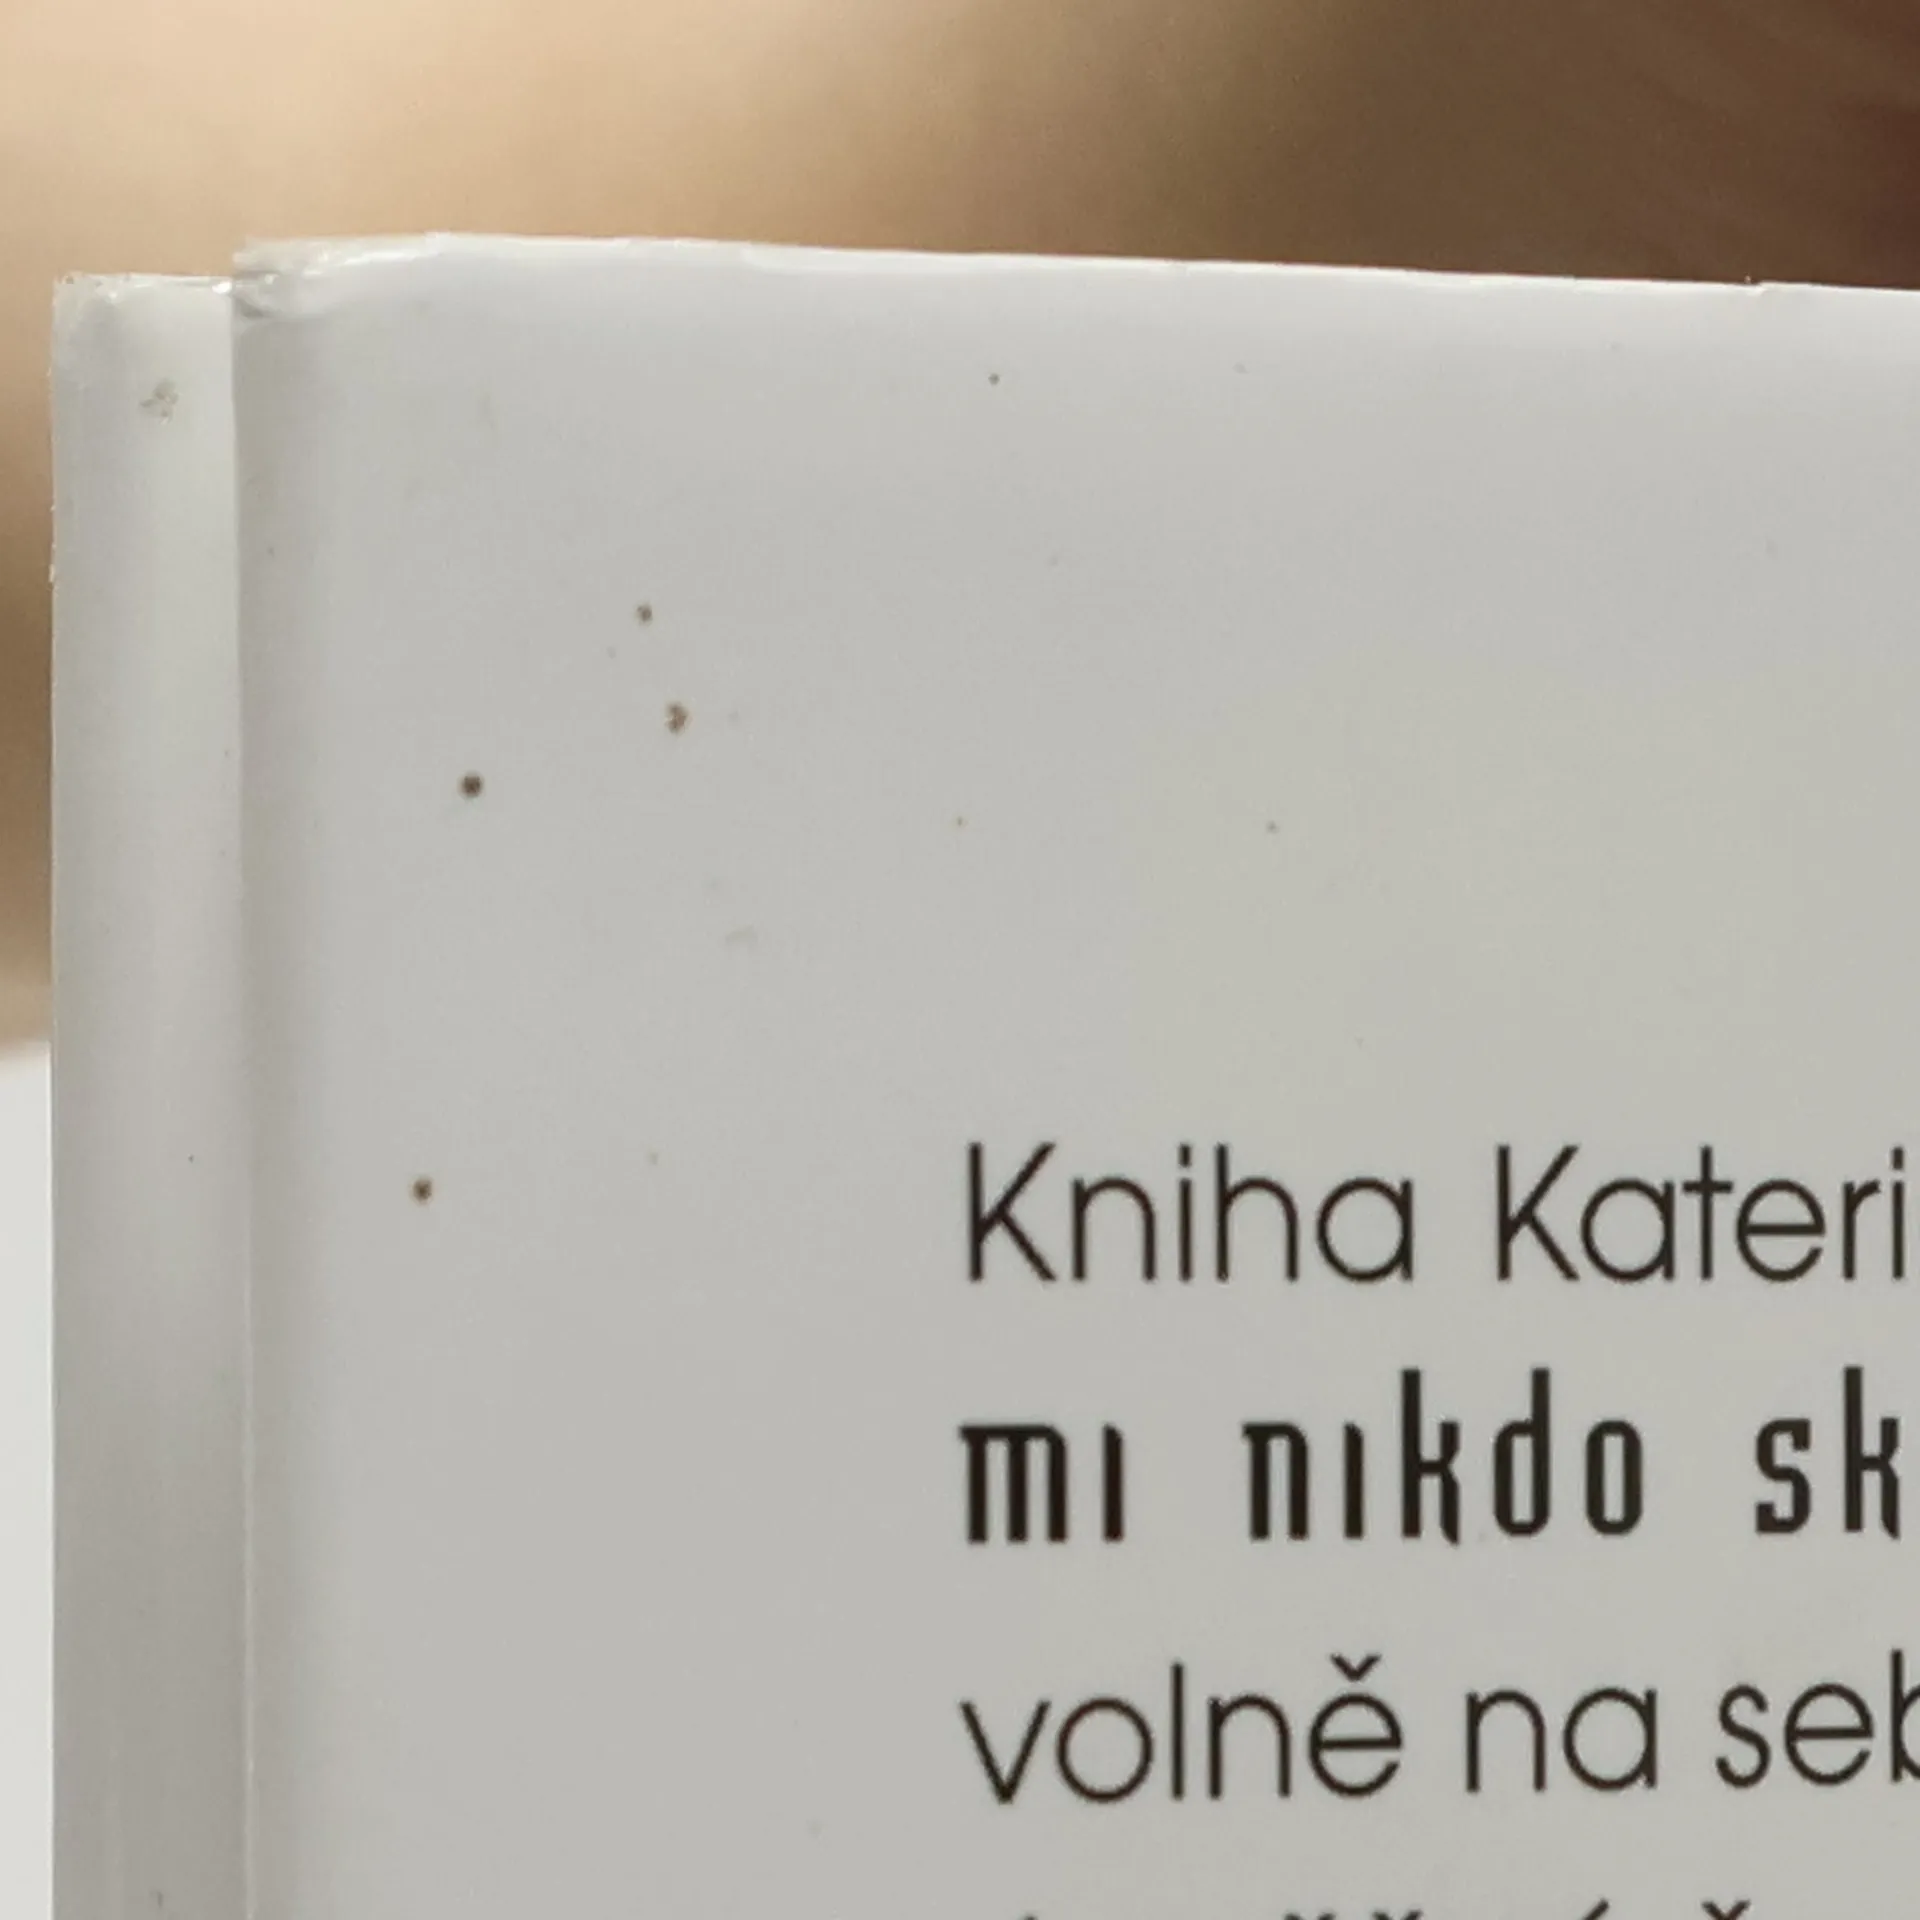 Kniha Kateri
mi nikdo sk
volně na seb